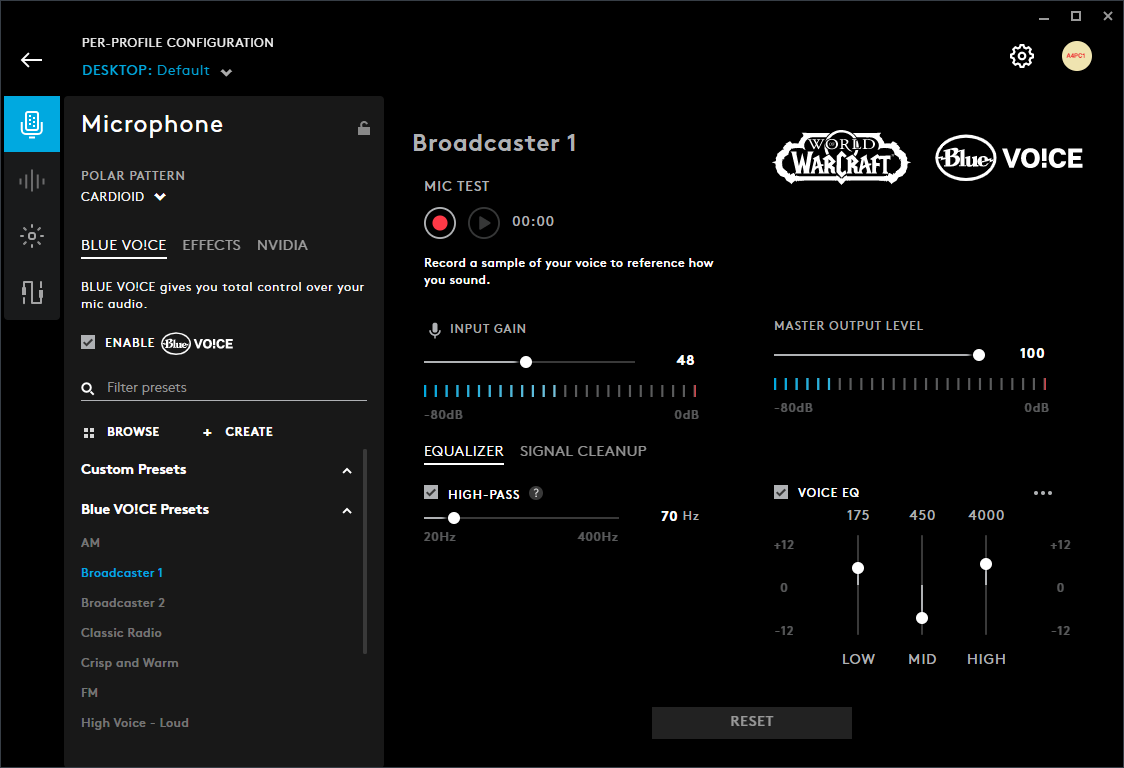 PER-PROFILE CONFIGURATION
DESKTOP: Default
A4PC1
Microphone
POLAR PATTERN
CARDIOID
BLUE VO!CE EFFECTS NVIDIA
BLUE VO!CE gives you total control over your
mic audio.
ENABLE Blue VO!CE
Filter presets
BROWSE + CREATE
Custom Presets
Blue VO!CE Presets
AM
Broadcaster 1
Broadcaster 2
Classic Radio
Crisp and Warm
FM
High Voice - Loud
Broadcaster 1
WORLD
WARCRAFT
Blue VO!CE
MIC TEST
00:00
Record a sample of your voice to reference how
you sound.
INPUT GAIN
48
-80dB 0dB
MASTER OUTPUT LEVEL
100
-80dB 0dB
EQUALIZER SIGNAL CLEANUP
HIGH-PASS ?
70 Hz
20Hz 400Hz
VOICE EQ
175 450 4000
+12 +12
0 0
-12 -12
LOW MID HIGH
RESET